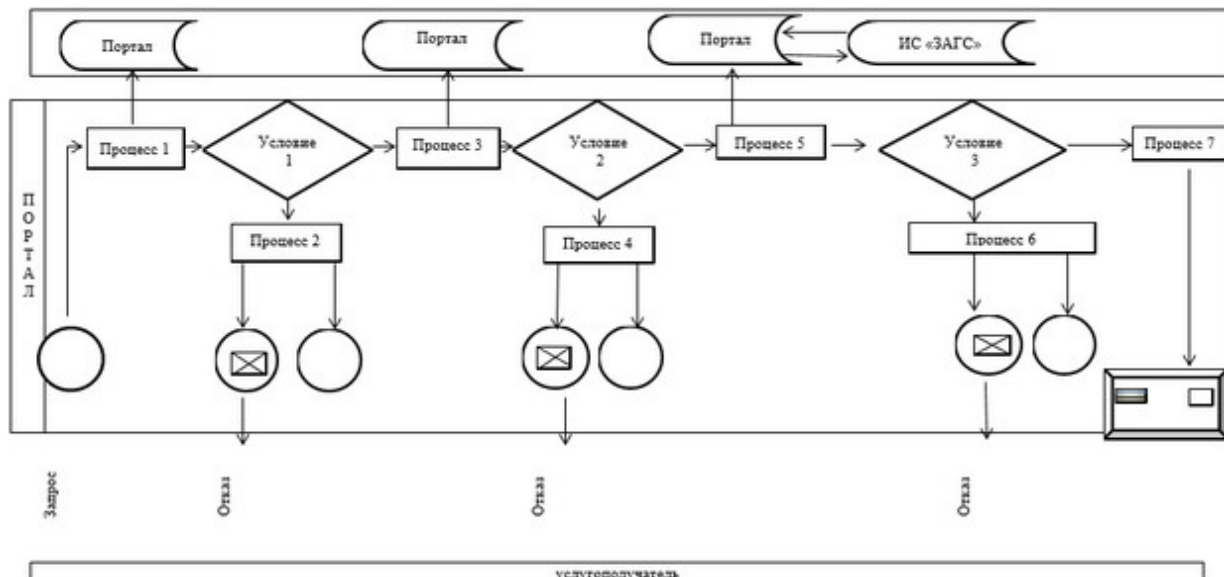 Портал
Портал
Портал
ИС «ЗАГС»
ПОРТАЛ
Процесс 1
Условие
1
Процесс 3
Условие
2
Процесс 5
Условие
3
Процесс 7
Процесс 2
Процесс 4
Процесс 6
Запрос
Отказ
Отказ
Отказ
услугополучатель